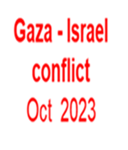 Gaza - Israel
conflict
Oct 2023